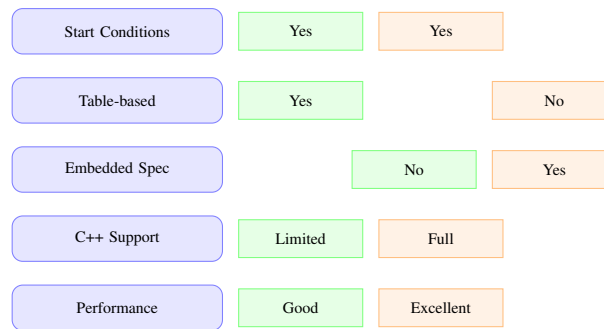 Start Conditions Yes Yes
Table-based Yes No
Embedded Spec No Yes
C++ Support Limited Full
Performance Good Excellent